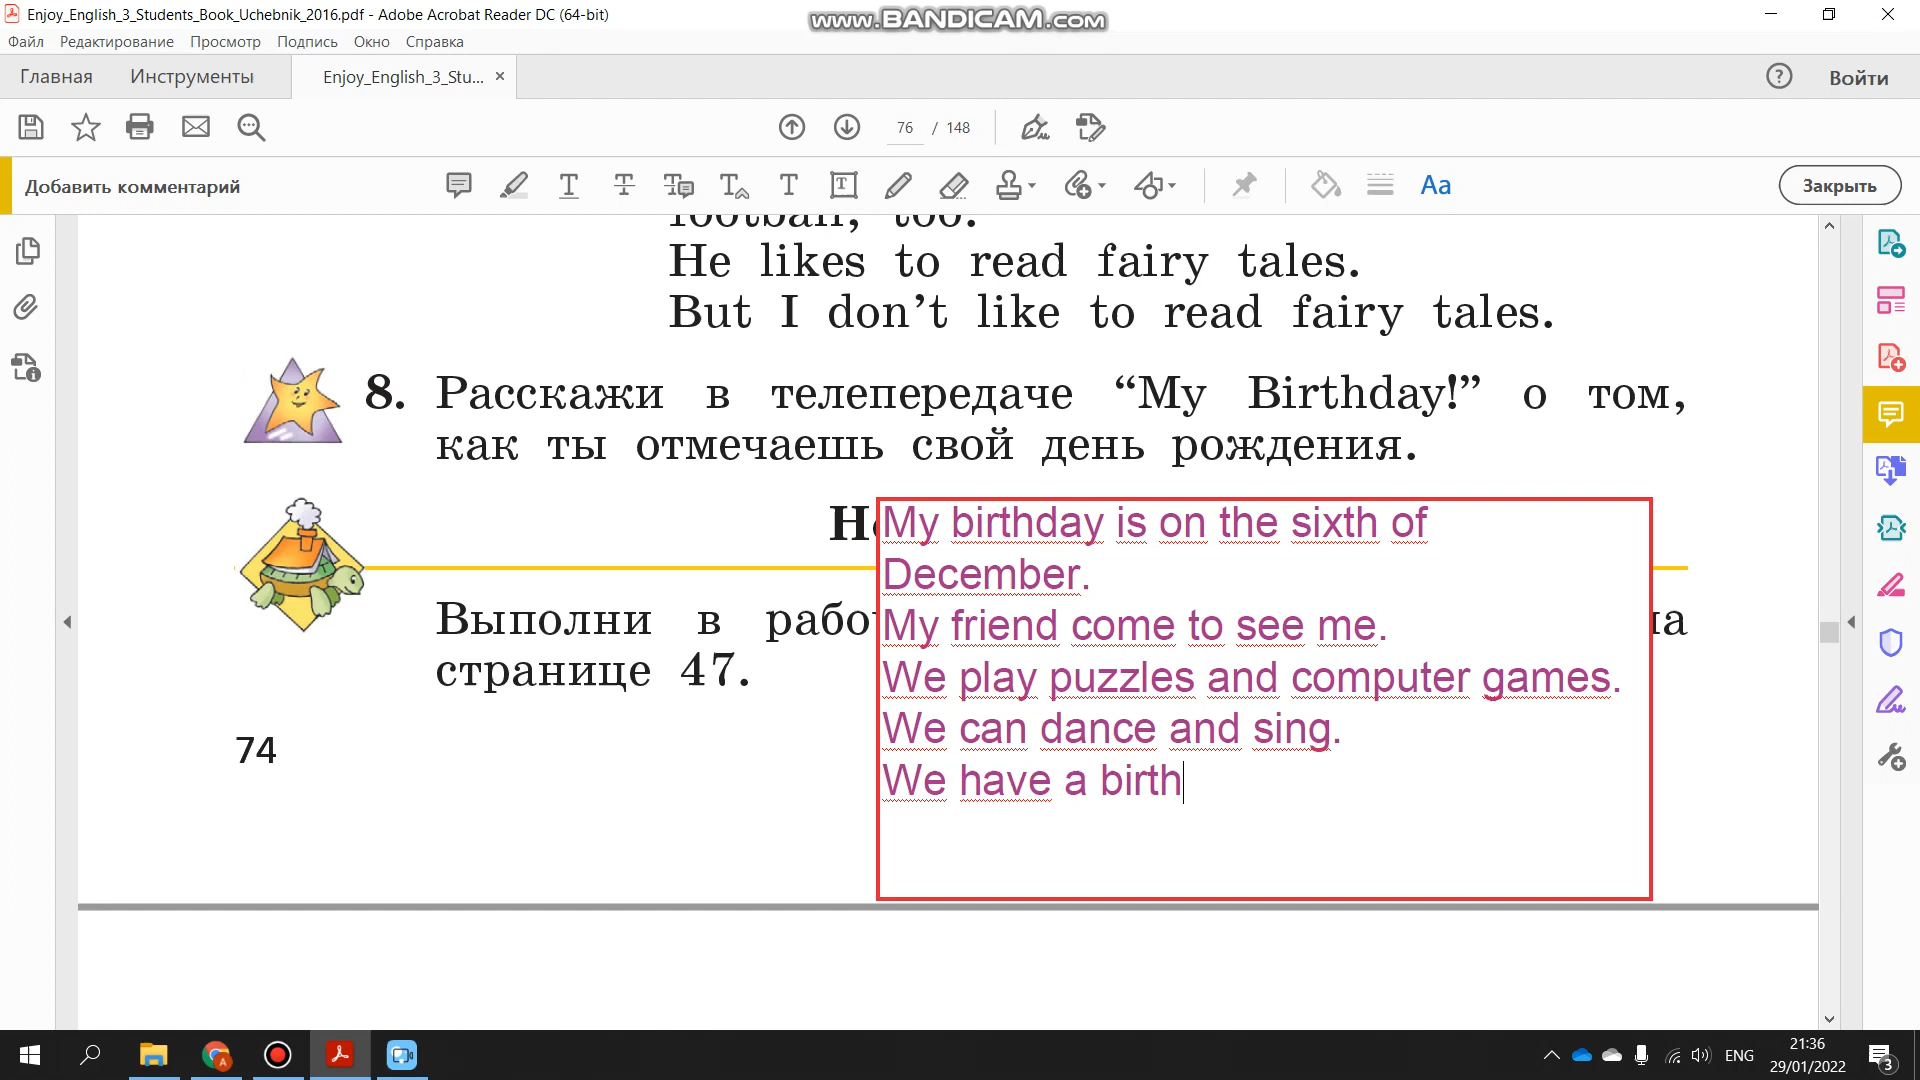 Enjoy_English_3_Students_Book_Uchebnik_2016.pdf - Adobe Acrobat Reader DC (64-bit)
www.BANDICAM.com
Файл Редактирование Просмотр Подпись Окно Справка
Главная Инструменты Enjoy_English_3_Stu... × Войти
76 / 148
Добавить комментарий Aa Закрыть
football, too.
He likes to read fairy tales.
But I don't like to read fairy tales.
8. Расскажи в телепередаче “My Birthday!” о том,
как ты отмечаешь свой день рождения.
My birthday is on the sixth of
December.
My friend come to see me.
We play puzzles and computer games.
We can dance and sing.
We have a birth
Выполни в
странице 47.
74
ENG
21:36
29/01/2022
3